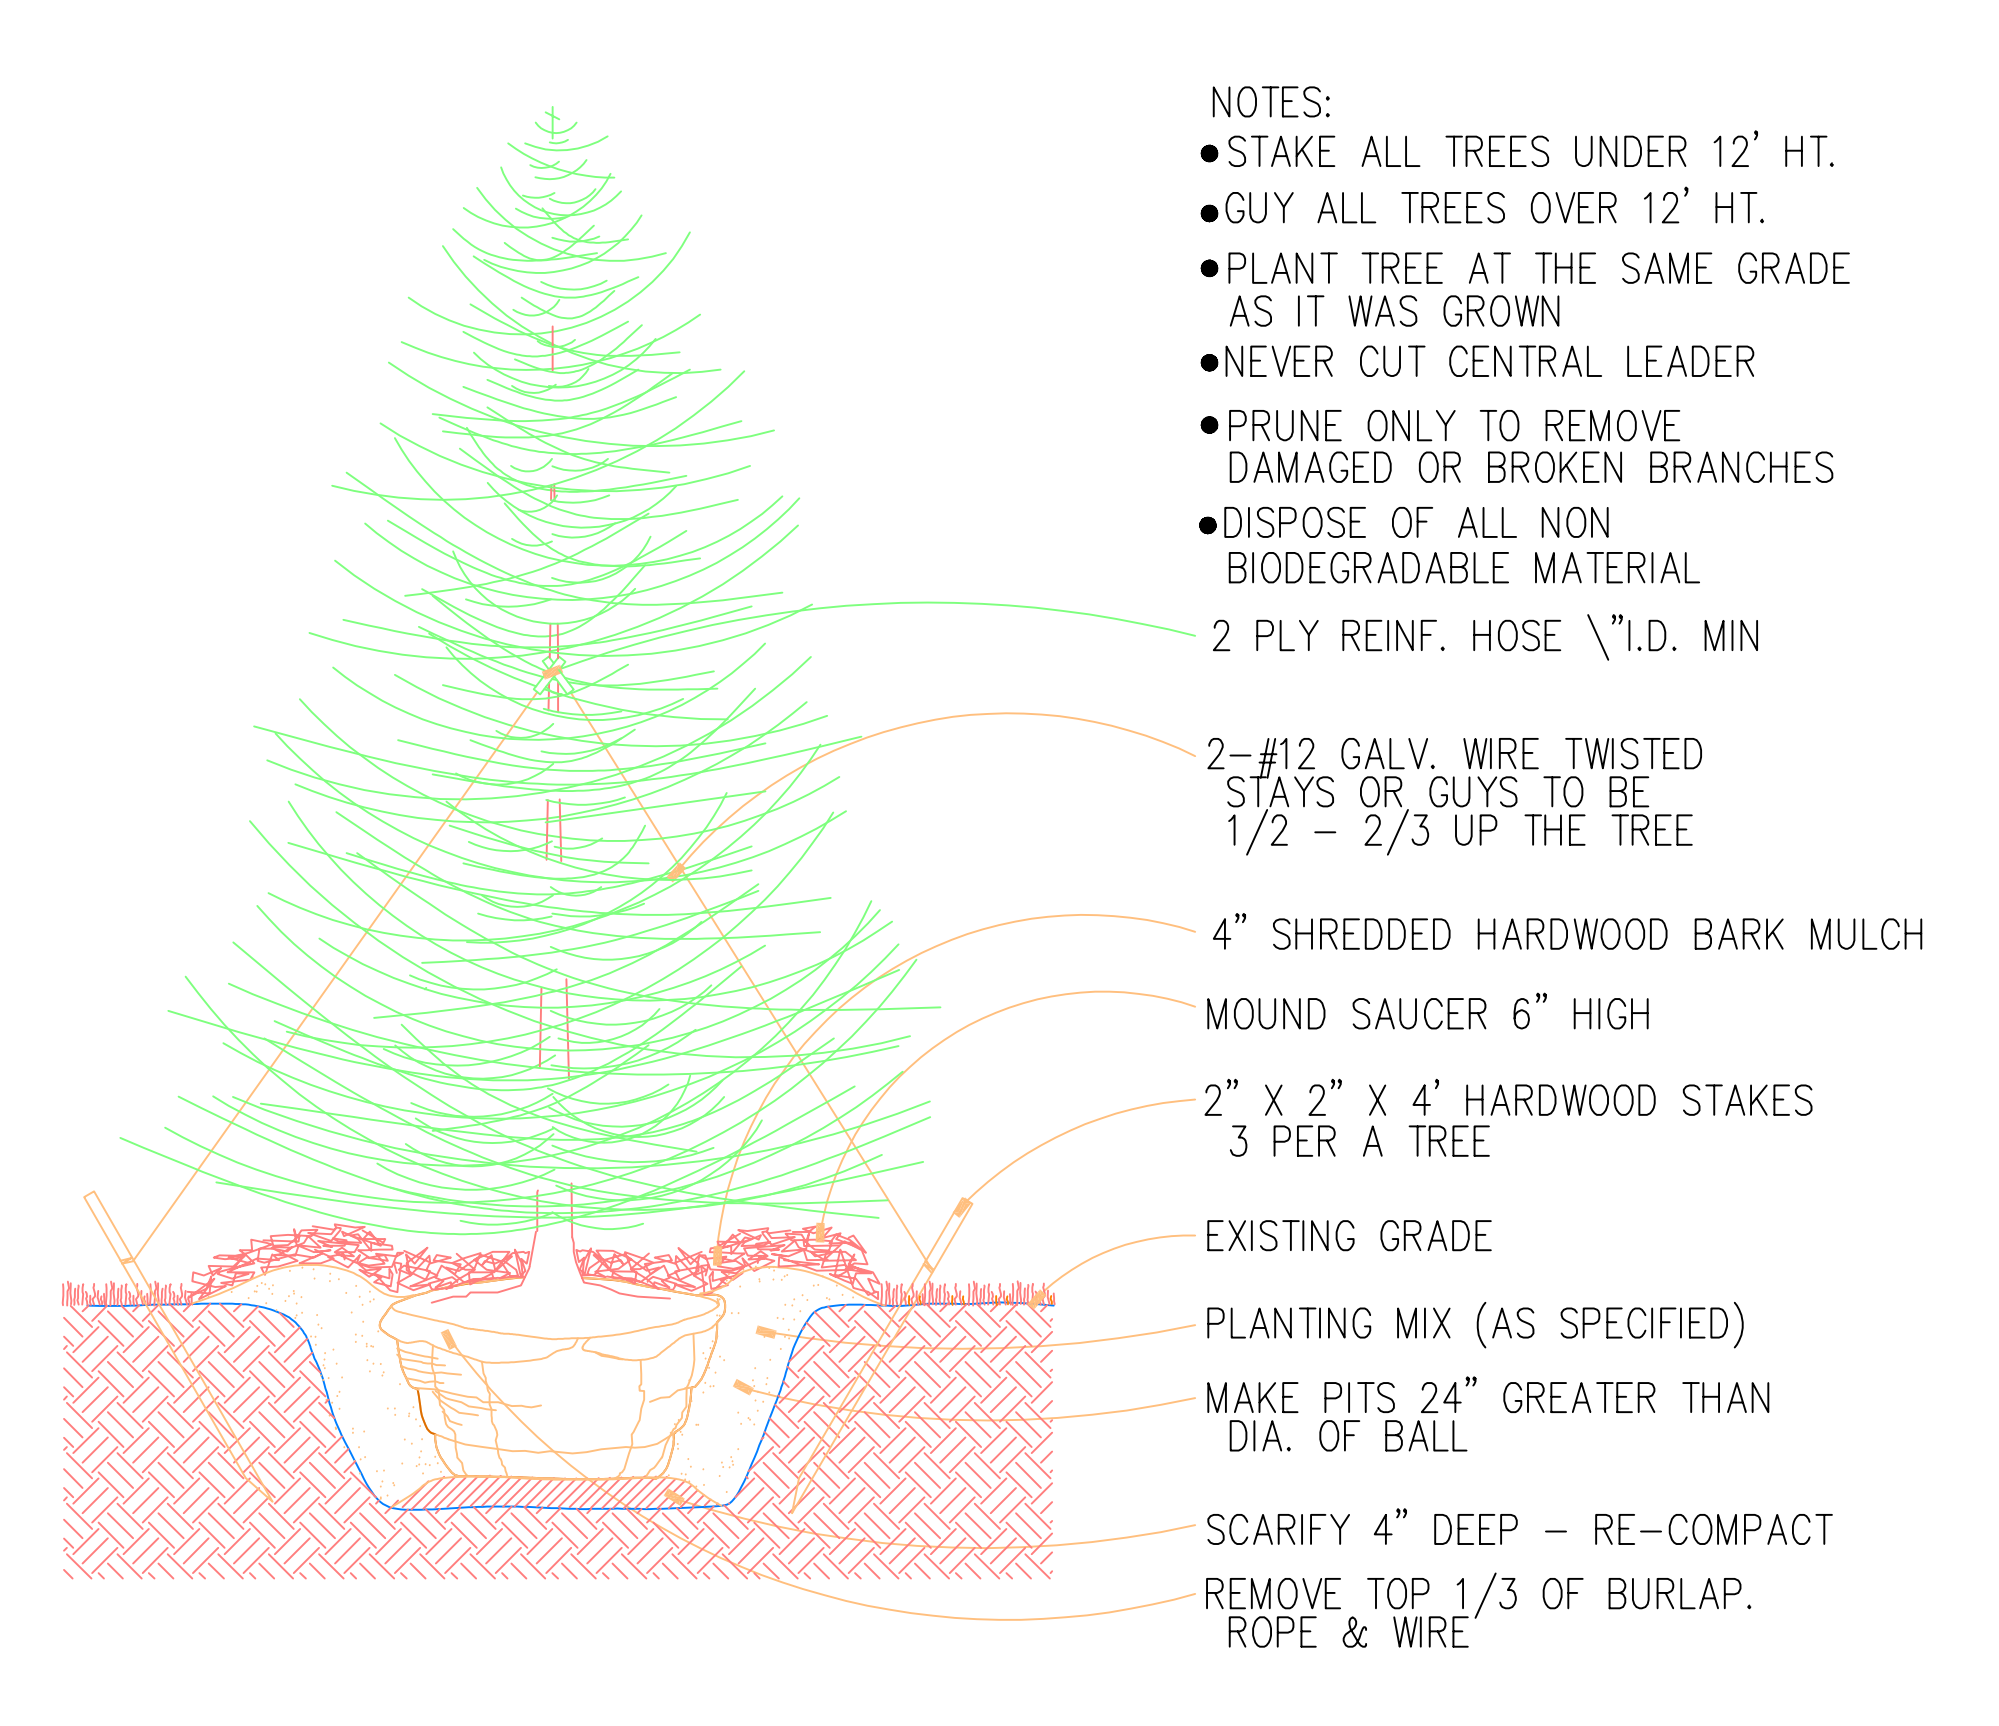 NOTES:
●STAKE ALL TREES UNDER 12' HT.
●GUY ALL TREES OVER 12' HT.
●PLANT TREE AT THE SAME GRADE
AS IT WAS GROWN
●NEVER CUT CENTRAL LEADER
●PRUNE ONLY TO REMOVE
DAMAGED OR BROKEN BRANCHES
●DISPOSE OF ALL NON
BIODEGRADABLE MATERIAL
2 PLY REINF. HOSE \"I.D. MIN
2-#12 GALV. WIRE TWISTED
STAYS OR GUYS TO BE
1/2 - 2/3 UP THE TREE
4" SHREDDED HARDWOOD BARK MULCH
MOUND SAUCER 6" HIGH
2" X 2" X 4' HARDWOOD STAKES
3 PER A TREE
EXISTING GRADE
PLANTING MIX (AS SPECIFIED)
MAKE PITS 24" GREATER THAN
DIA. OF BALL
SCARIFY 4" DEEP - RE-COMPACT
REMOVE TOP 1/3 OF BURLAP.
ROPE & WIRE